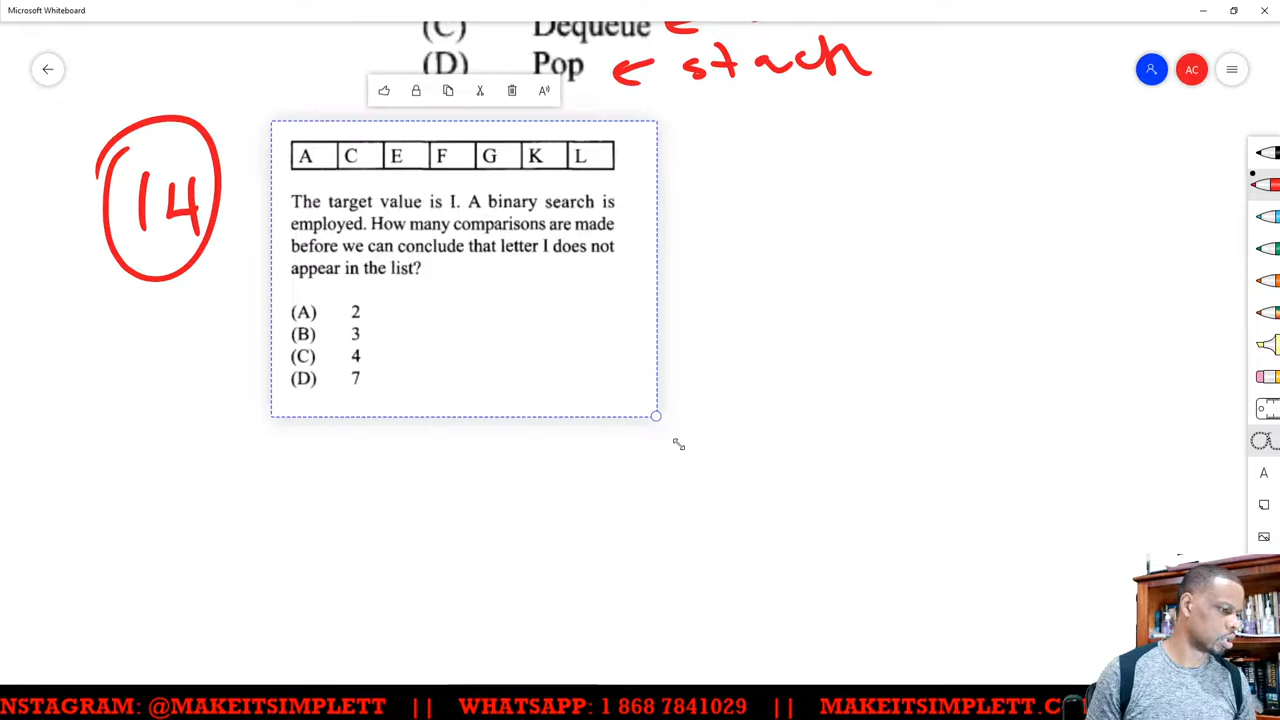 Microsoft Whiteboard
(C) Dequeue ←
(D) Pop ← stack
AC
14
A C E F G K L
The target value is I. A binary search is
employed. How many comparisons are made
before we can conclude that letter I does not
appear in the list?
(A) 2
(B) 3
(C) 4
(D) 7
A
NSTAGRAM: @MAKEITSIMPLETT || WHATSAPP: 1 868 7841029 || MAKEITSIMPLETT.C